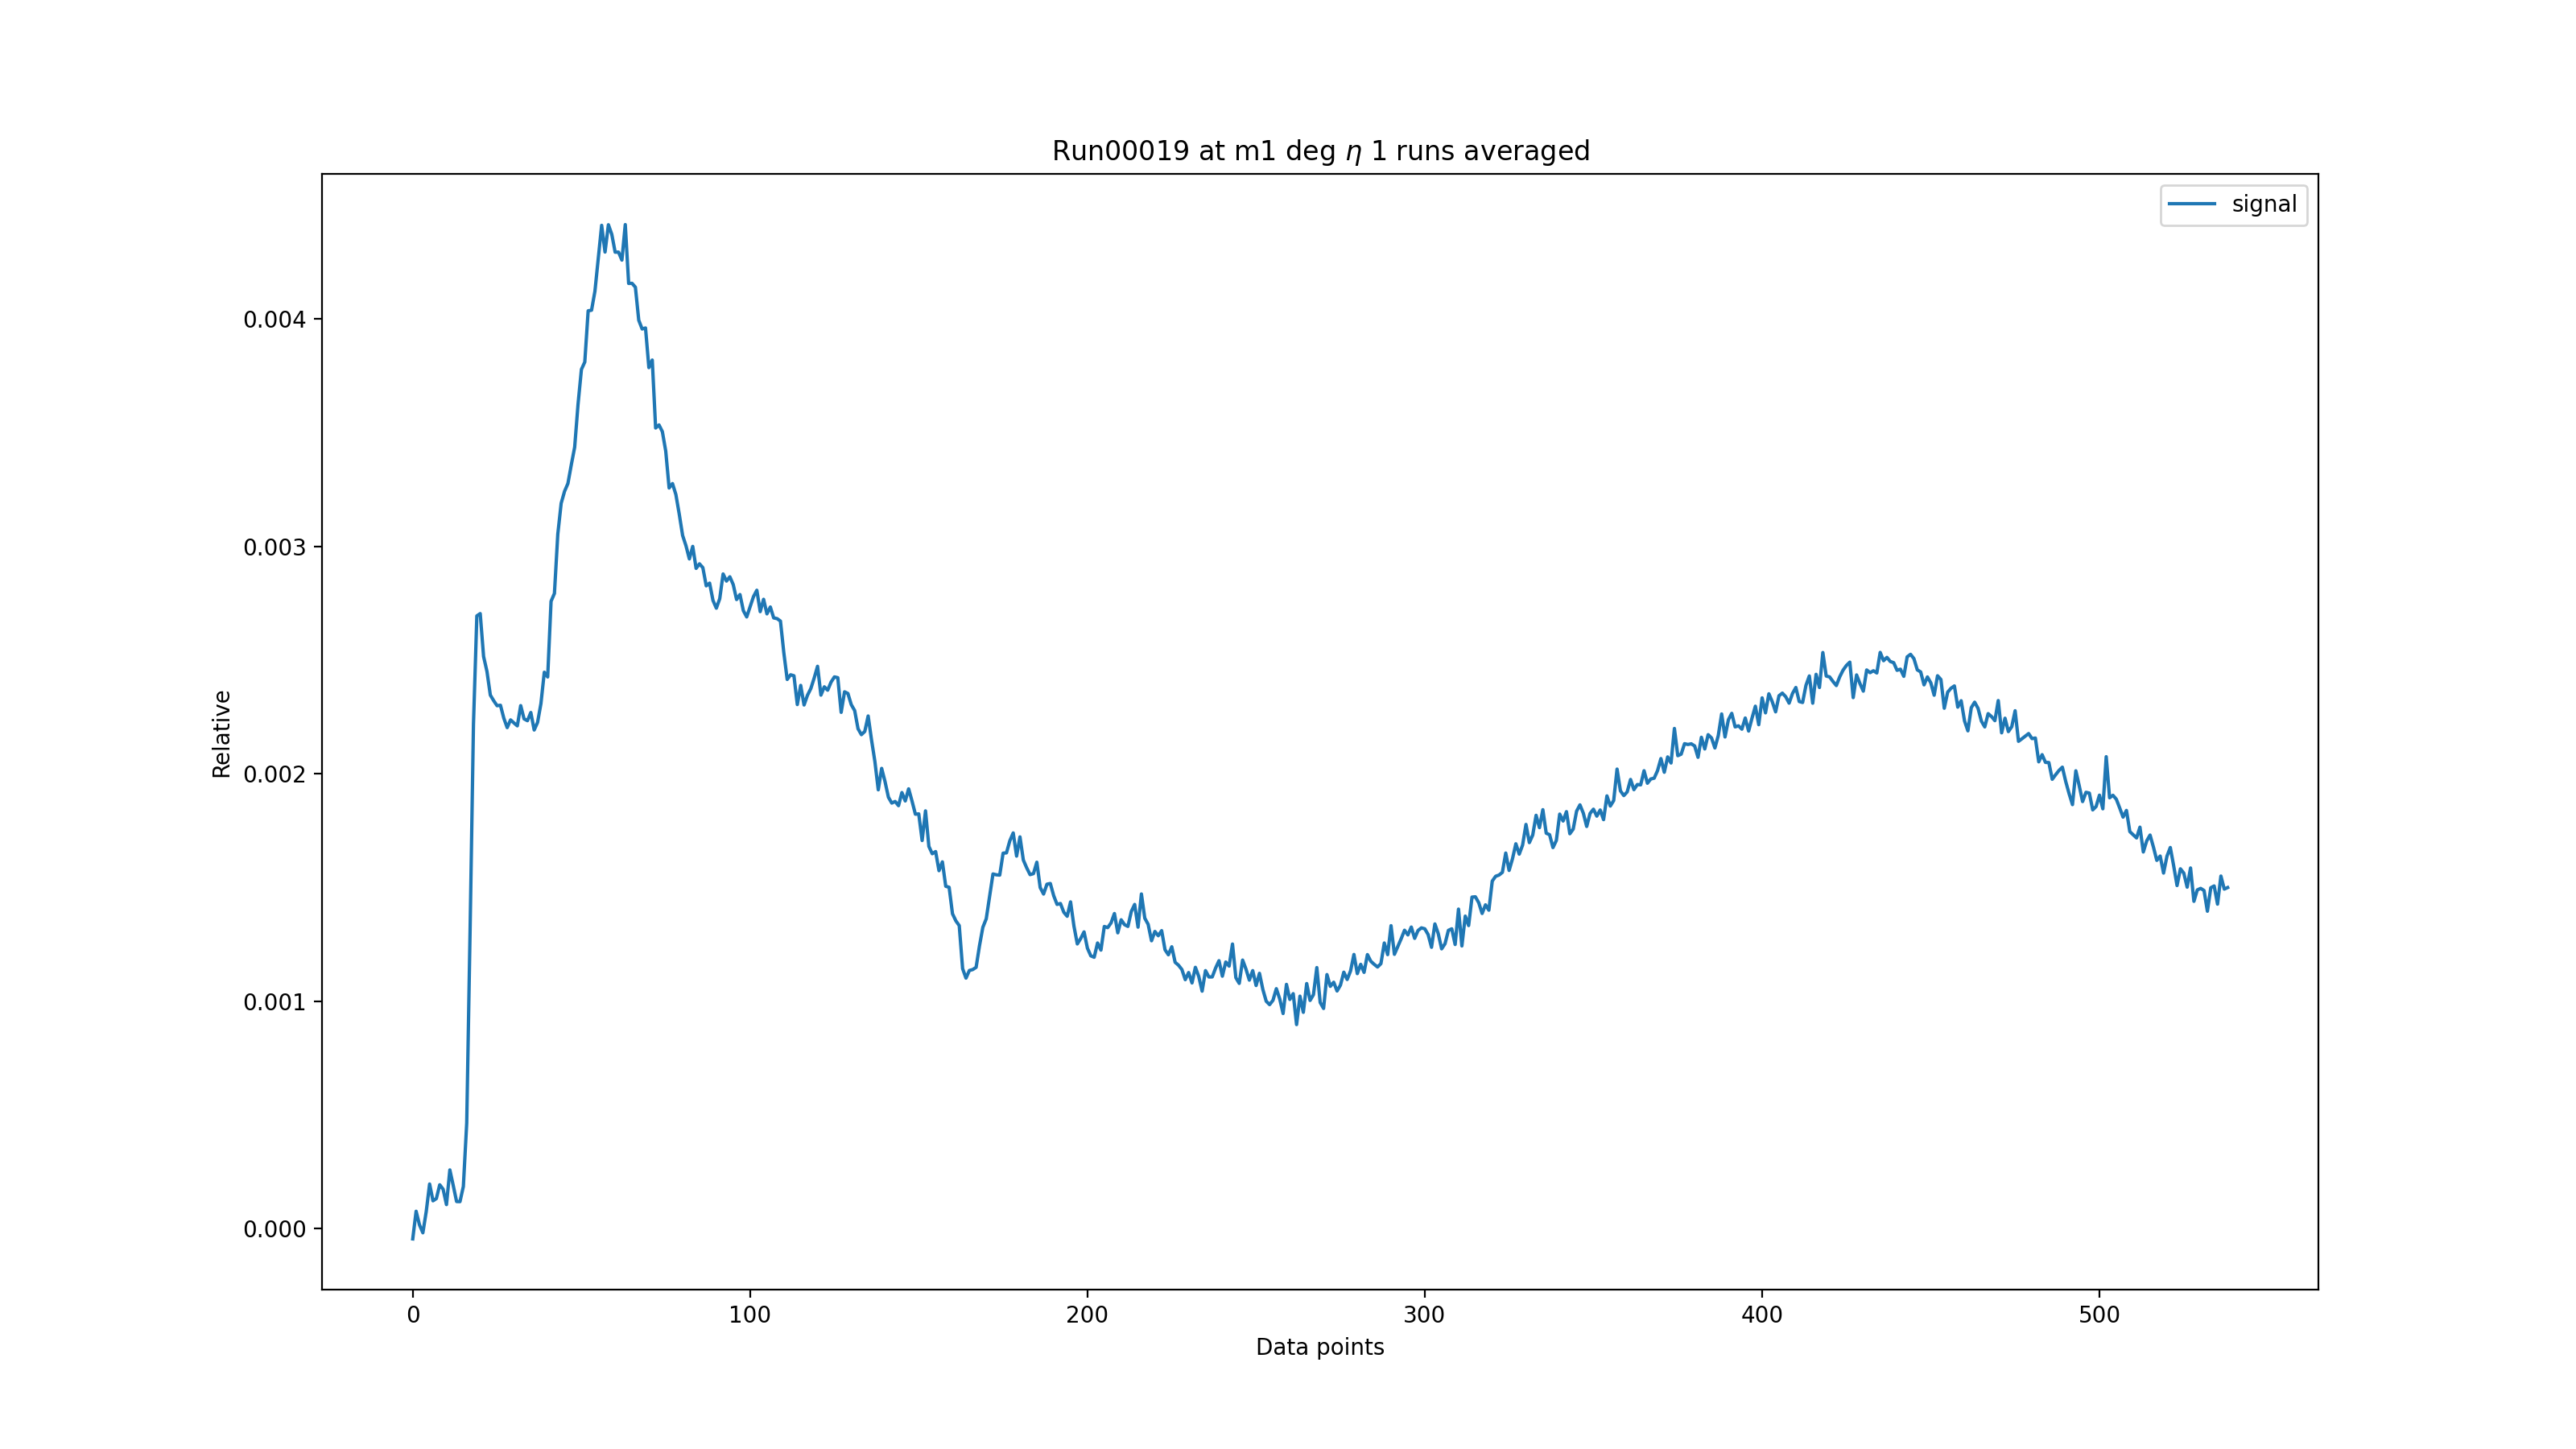 Run00019 at m1 deg η 1 runs averaged
signal
0.004
0.003
0.002
0.001
0.000
Relative
0 100 200 300 400 500
Data points